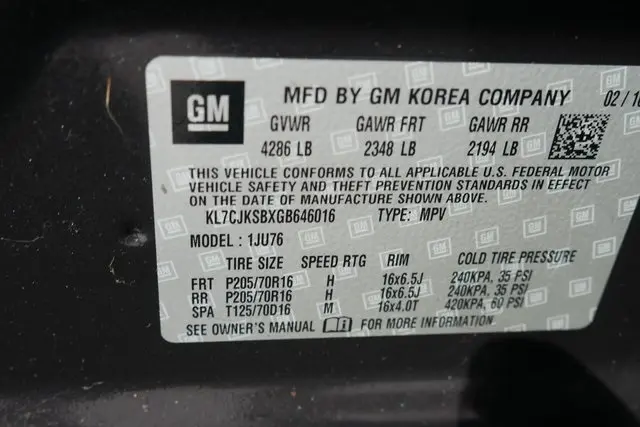 GM
MFD BY GM KOREA COMPANY 02/16
GVWR GAWR FRT GAWR RR
4286 LB 2348 LB 2194 LB
THIS VEHICLE CONFORMS TO ALL APPLICABLE U.S. FEDERAL MOTOR
VEHICLE SAFETY AND THEFT PREVENTION STANDARDS IN EFFECT
ON THE DATE OF MANUFACTURE SHOWN ABOVE.
KL7CJKSBXGB646016 TYPE: MPV
MODEL : 1JU76
TIRE SIZE SPEED RTG RIM COLD TIRE PRESSURE
FRT P205/70R16 H 16x6.5J 240KPA, 35 PSI
RR P205/70R16 H 16x6.5J 240KPA, 35 PSI
SPA T125/70D16 M 16x4.0T 420KPA, 60 PSI
SEE OWNER'S MANUAL FOR MORE INFORMATION